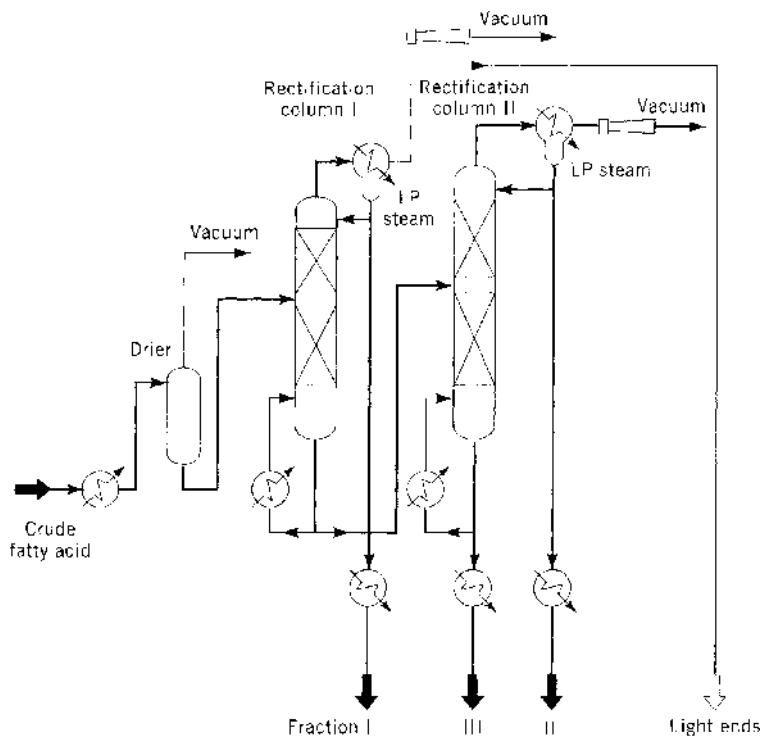 Vacuum
Rectification
column I
Rectification
column II
Vacuum
LP steam
LP
steam
Vacuum
Drier
Crude
fatty acid
Fraction I
III
II
Light ends